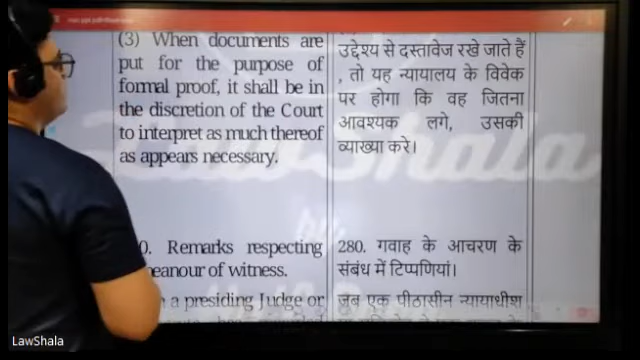 (3) When documents are
put for the purpose of
formal proof, it shall be in
the discretion of the Court
to interpret as much thereof
as appears necessary.
0. Remarks respecting
eanour of witness.
a presiding Judge or
उद्देश्य से दस्तावेज रखे जाते हैं
, तो यह न्यायालय के विवेक
पर होगा कि वह जितना
आवश्यक लगे, उसकी
व्याख्या करे।
280. गवाह के आचरण के
संबंध में टिप्पणियां।
जब एक पीठासीन न्यायाधीश
LawShala
LawShala